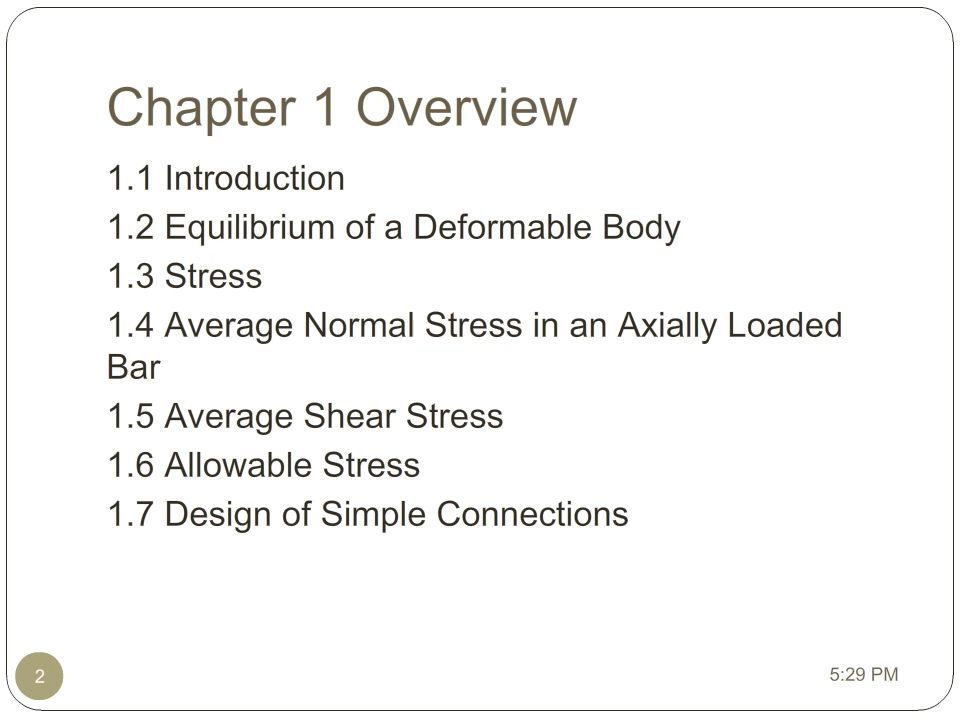 Chapter 1 Overview
1.1 Introduction
1.2 Equilibrium of a Deformable Body
1.3 Stress
1.4 Average Normal Stress in an Axially Loaded
Bar
1.5 Average Shear Stress
1.6 Allowable Stress
1.7 Design of Simple Connections
2
5:29 PM